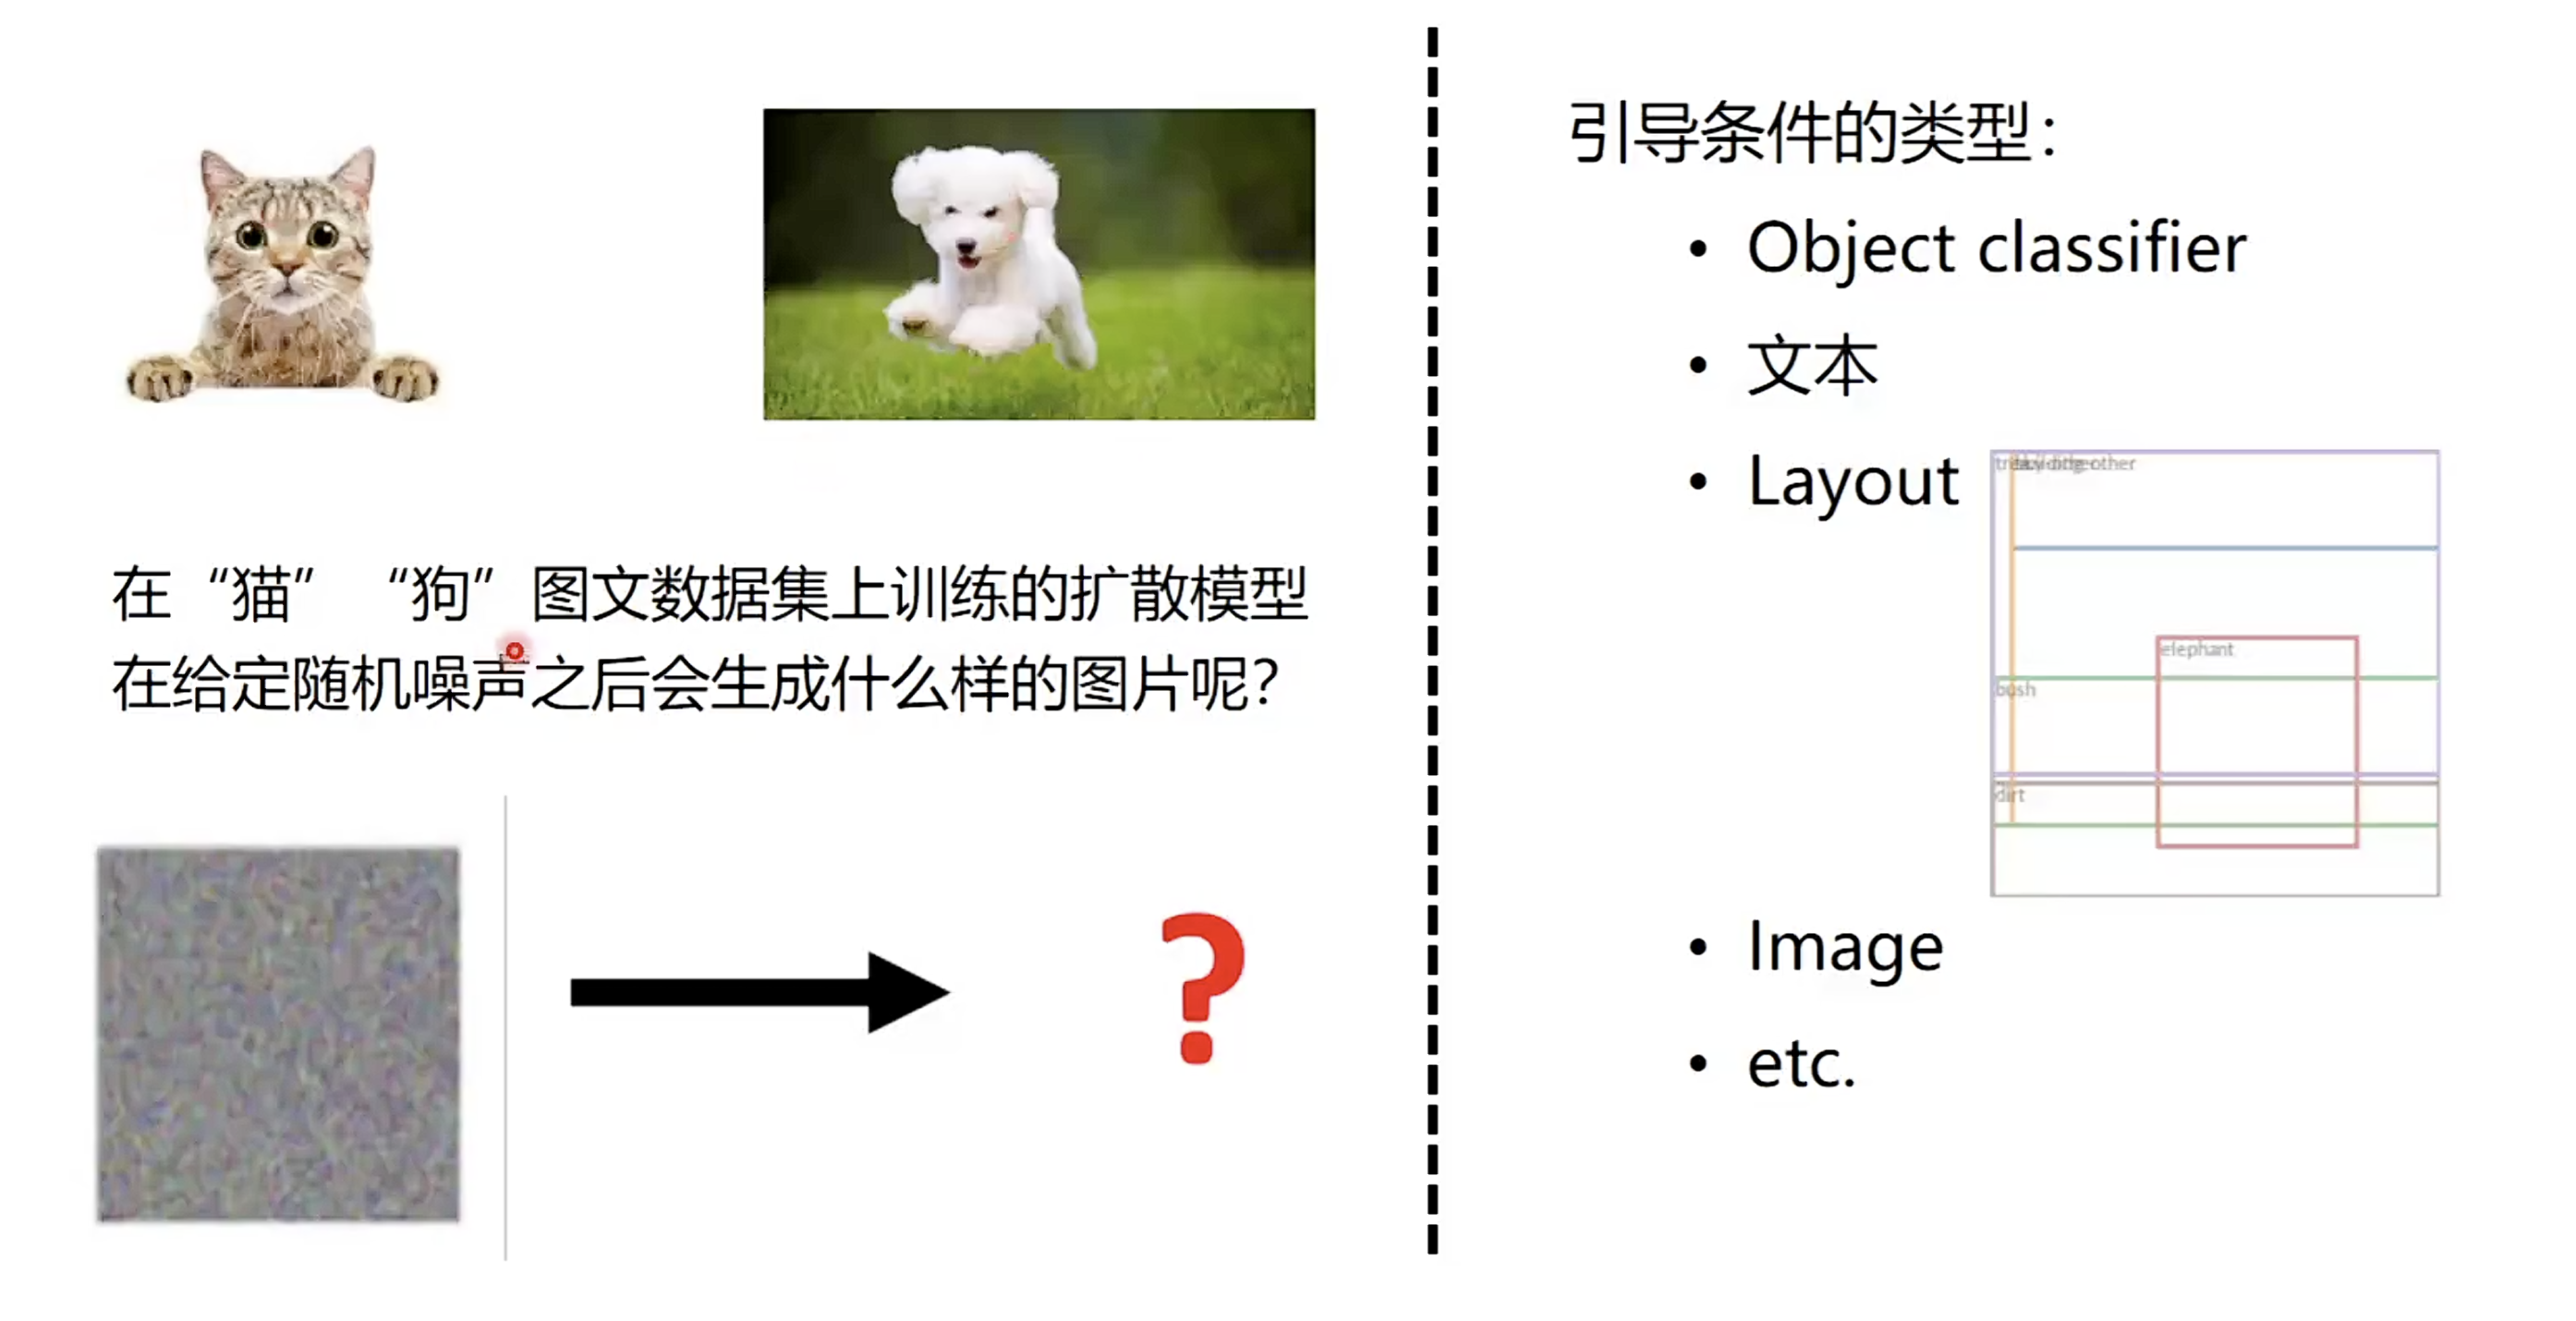 在“猫”“狗”图文数据集上训练的扩散模型
在给定随机噪声之后会生成什么样的图片呢？
引导条件的类型：
• Object classifier
• 文本
• Layout
other
elephant
bush
dirt
• Image
• etc.